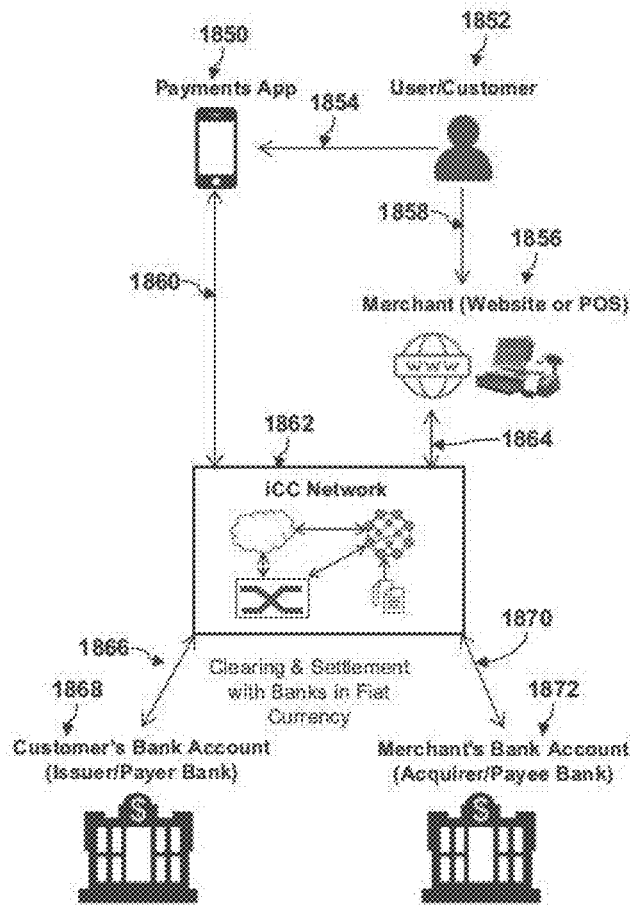 1850
1852
Payments App
User/Customer
1854
1858
1856
1860
Merchant (Website or POS)
WWW
1862
1864
iCC Network
1866
1870
Clearing & Settlement
with Banks in Fiat
Currency
1868
1872
Customer's Bank Account
(Issuer/Payer Bank)
Merchant's Bank Account
(Acquirer/Payee Bank)
$
$